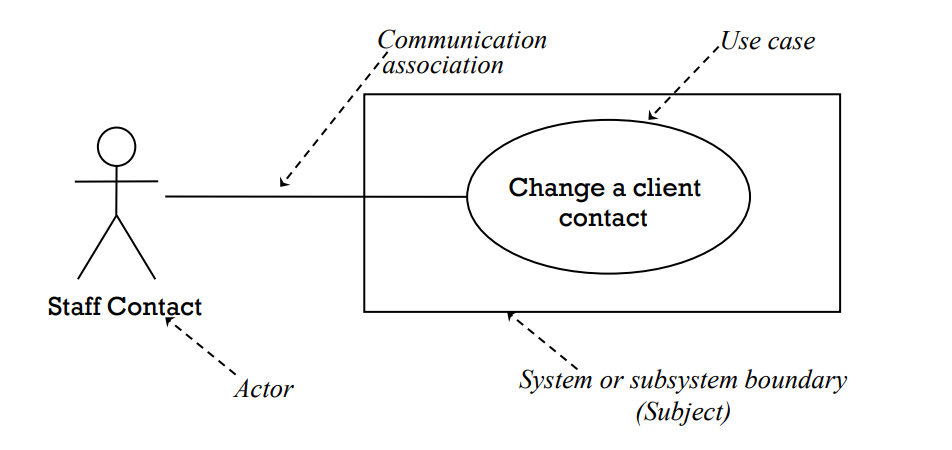 Communication
association
Use case
Change a client
contact
Staff Contact
Actor
System or subsystem boundary
(Subject)